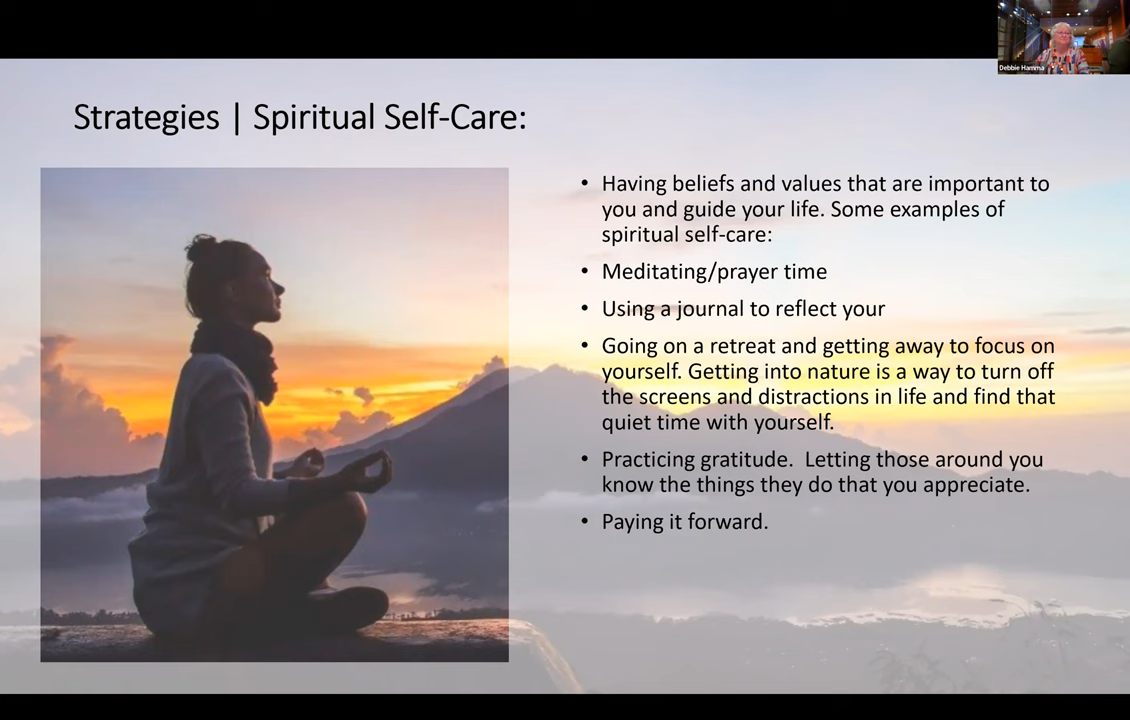 Debbie Hamma
Strategies | Spiritual Self-Care:
• Having beliefs and values that are important to
you and guide your life. Some examples of
spiritual self-care:
• Meditating/prayer time
• Using a journal to reflect your
• Going on a retreat and getting away to focus on
yourself. Getting into nature is a way to turn off
the screens and distractions in life and find that
quiet time with yourself.
• Practicing gratitude.  Letting those around you
know the things they do that you appreciate.
• Paying it forward.